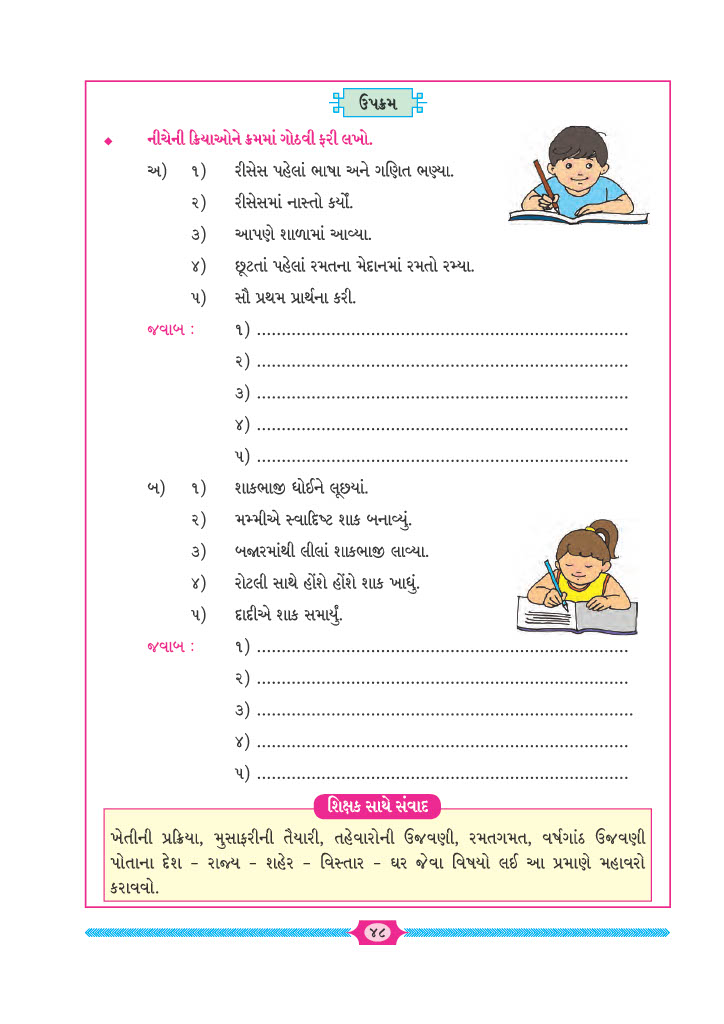 ઉપક્રમ
◆ નીચેની ક્રિયાઓને ક્રમમાં ગોઠવી ફરી લખો.
અ) ૧) રીસેસ પહેલાં ભાષા અને ગણિત ભણ્યા.
૨) રીસેસમાં નાસ્તો કર્યો.
૩) આપણે શાળામાં આવ્યા.
૪) છૂટતાં પહેલાં રમતના મેદાનમાં રમતો રમ્યા.
૫) સૌ પ્રથમ પ્રાર્થના કરી.
જવાબ : ૧) ...........................................................................
૨) ...........................................................................
૩) ...........................................................................
૪) ...........................................................................
૫) ...........................................................................
બ) ૧) શાકભાજી ધોઈને લૂછયાં.
૨) મમ્મીએ સ્વાદિષ્ટ શાક બનાવ્યું.
૩) બજારમાંથી લીલાં શાકભાજી લાવ્યા.
૪) રોટલી સાથે હોંશે હોંશે શાક ખાધું.
૫) દાદીએ શાક સમાર્યું.
જવાબ : ૧) ...........................................................................
૨) ...........................................................................
૩) ............................................................................
૪) ...........................................................................
૫) ...........................................................................
શિક્ષક સાથે સંવાદ
ખેતીની પ્રક્રિયા, મુસાફરીની તૈયારી, તહેવારોની ઉજવણી, રમતગમત, વર્ષગાંઠ ઉજવણી
પોતાના દેશ – રાજ્ય – શહેર – વિસ્તાર – ઘર જેવા વિષયો લઈ આ પ્રમાણે મહાવરો
કરાવવો.
૪૮